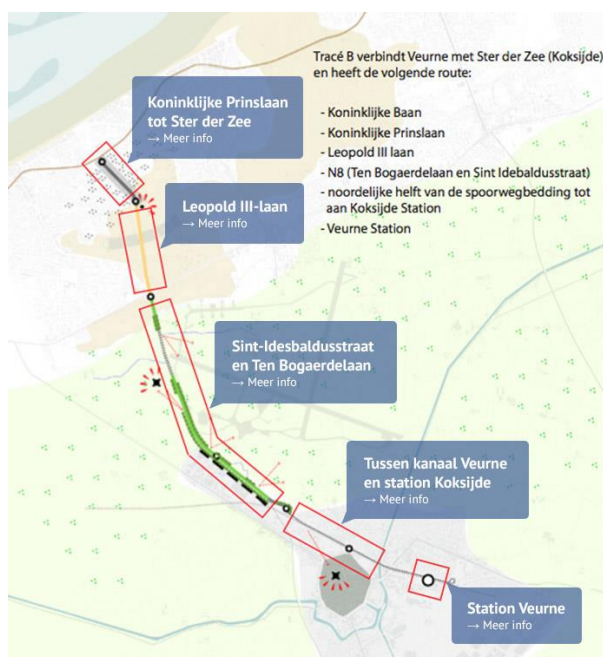 Tracé B verbindt Veurne met Ster der Zee (Koksijde)
en heeft de volgende route:
- Koninklijke Baan
- Koninklijke Prinslaan
- Leopold III laan
- N8 (Ten Bogaerdelaan en Sint Idebaldusstraat)
- noordelijke helft van de spoorwegbedding tot
aan Koksijde Station
- Veurne Station
Koninklijke Prinslaan
tot Ster der Zee
→ Meer info
Leopold III-laan
→ Meer info
Sint-Idesbaldusstraat
en Ten Bogaerdelaan
→ Meer info
Tussen kanaal Veurne
en station Koksijde
→ Meer info
Station Veurne
→ Meer info